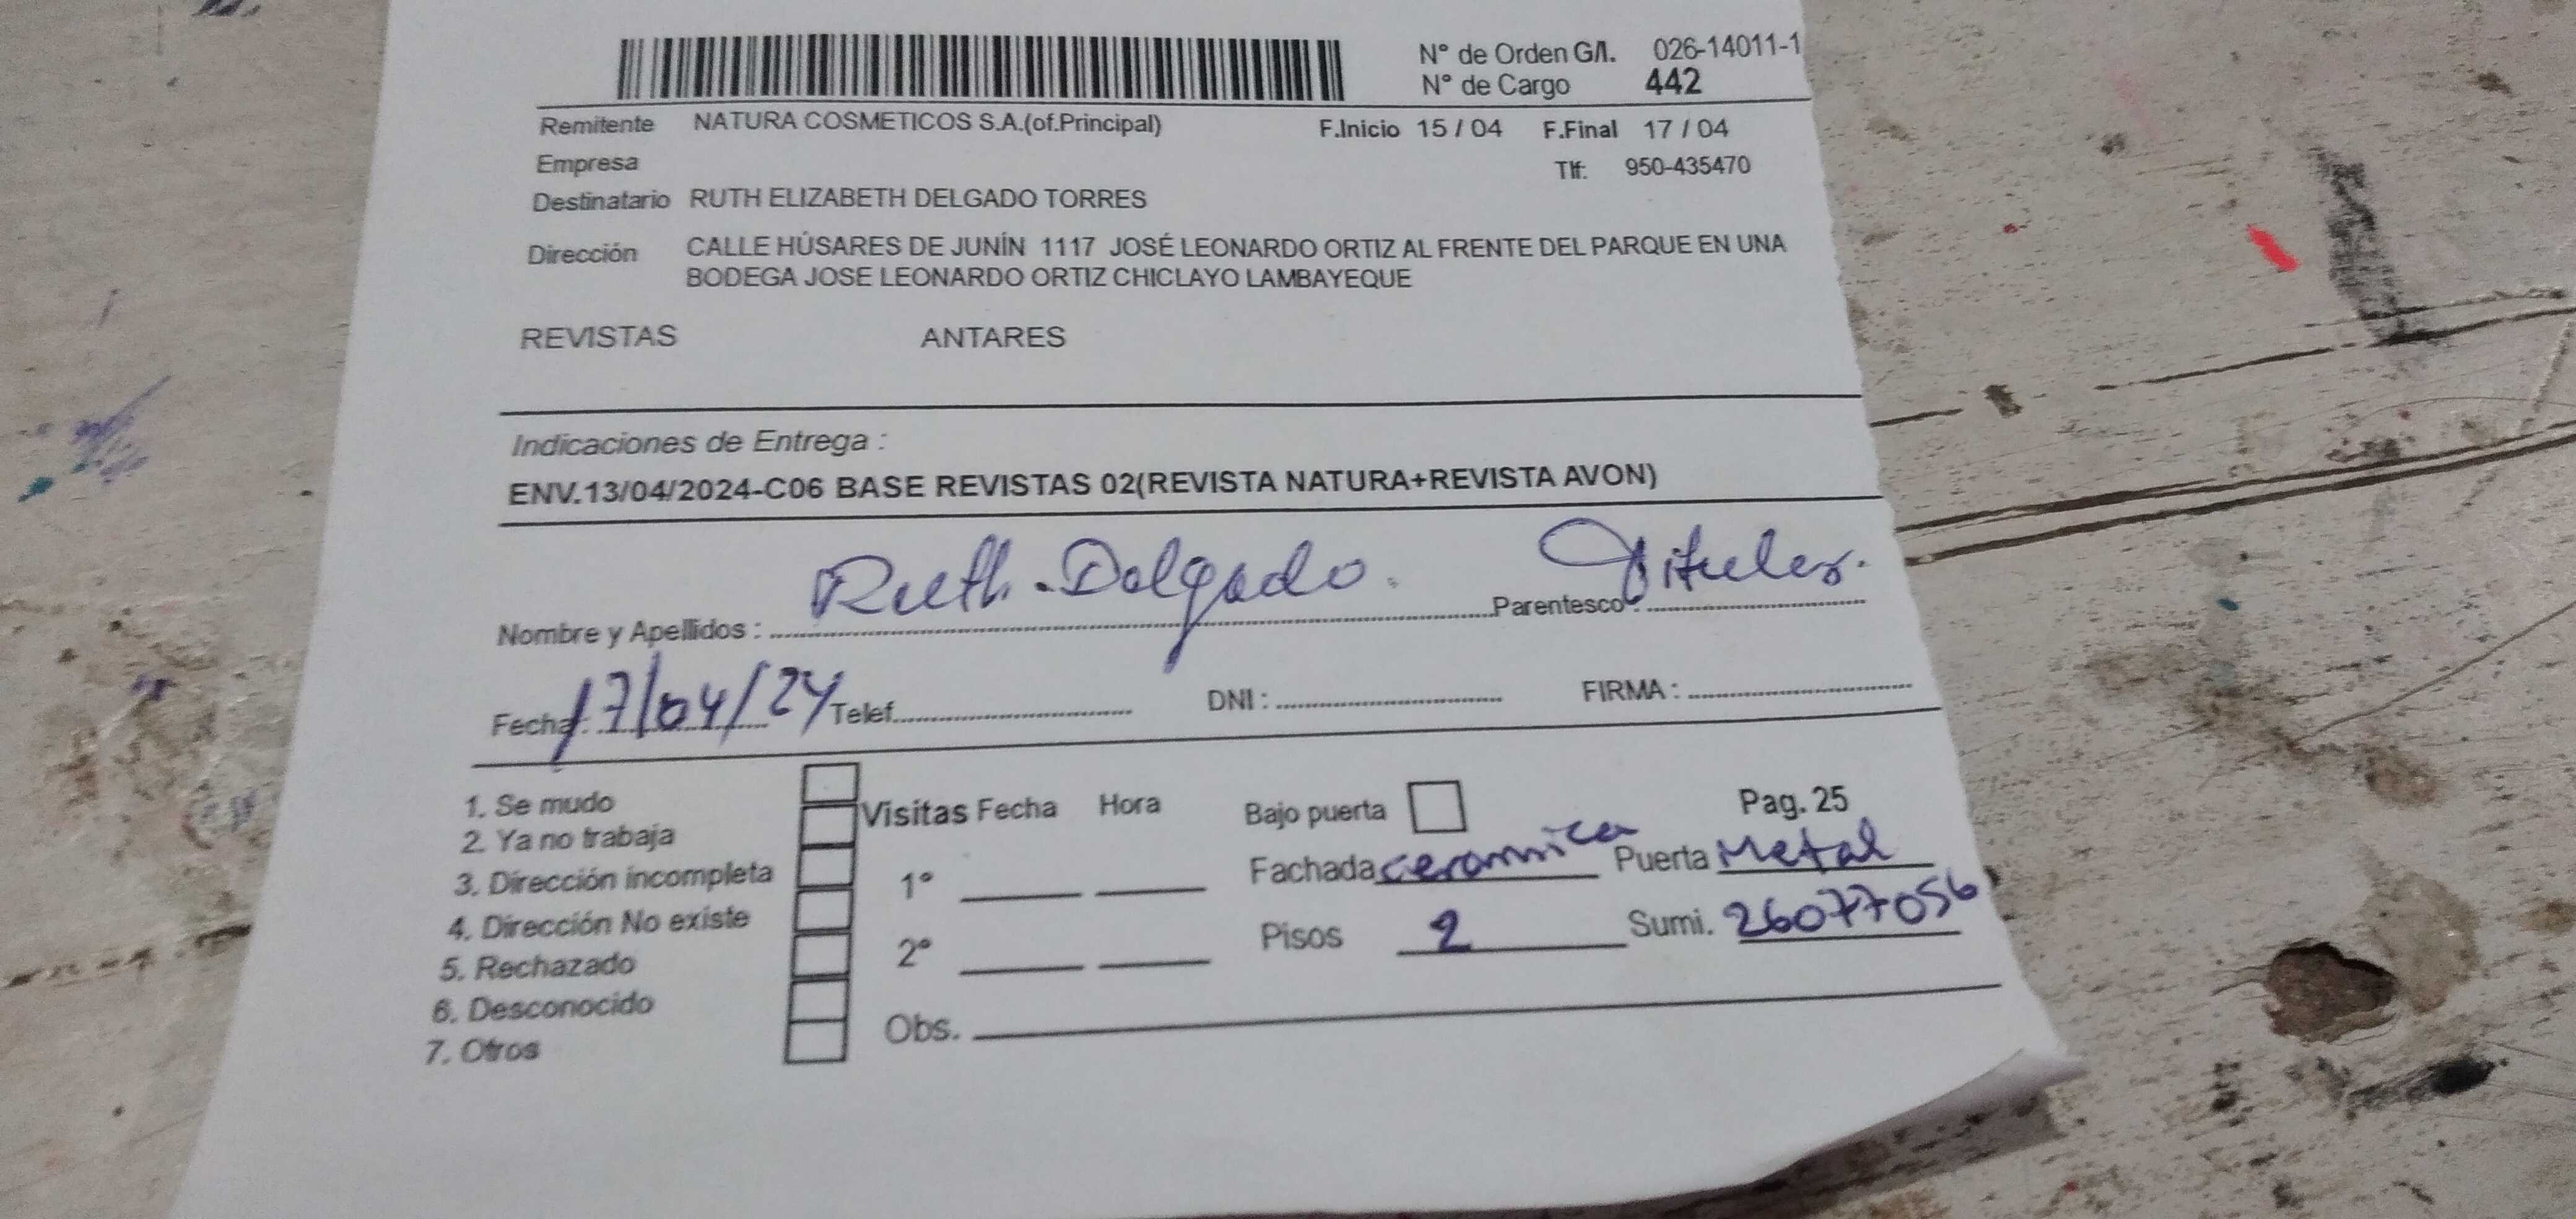 N° de Orden G/I. 026-14011-1
N° de Cargo 442
Remitente NATURA COSMETICOS S.A.(of.Principal) F.Inicio 15 / 04 F.Final 17 / 04
Empresa Tlf: 950-435470
Destinatario RUTH ELIZABETH DELGADO TORRES
Dirección CALLE HÚSARES DE JUNÍN 1117 JOSÉ LEONARDO ORTIZ AL FRENTE DEL PARQUE EN UNA
BODEGA JOSE LEONARDO ORTIZ CHICLAYO LAMBAYEQUE
REVISTAS ANTARES
Indicaciones de Entrega :
ENV.13/04/2024-C06 BASE REVISTAS 02(REVISTA NATURA+REVISTA AVON)
Nombre y Apellidos : Ruth Delgado. Parentesco : Titular.
Fecha : 17/04/24 Telef. DNI : FIRMA :
1. Se mudo
2. Ya no trabaja
3. Dirección incompleta
4. Dirección No existe
5. Rechazado
6. Desconocido
7. Otros
Visitas Fecha Hora Bajo puerta Pag. 25
1° Fachada ceramica Puerta Metal
2° Pisos 2 Sumi. 26077056
Obs.